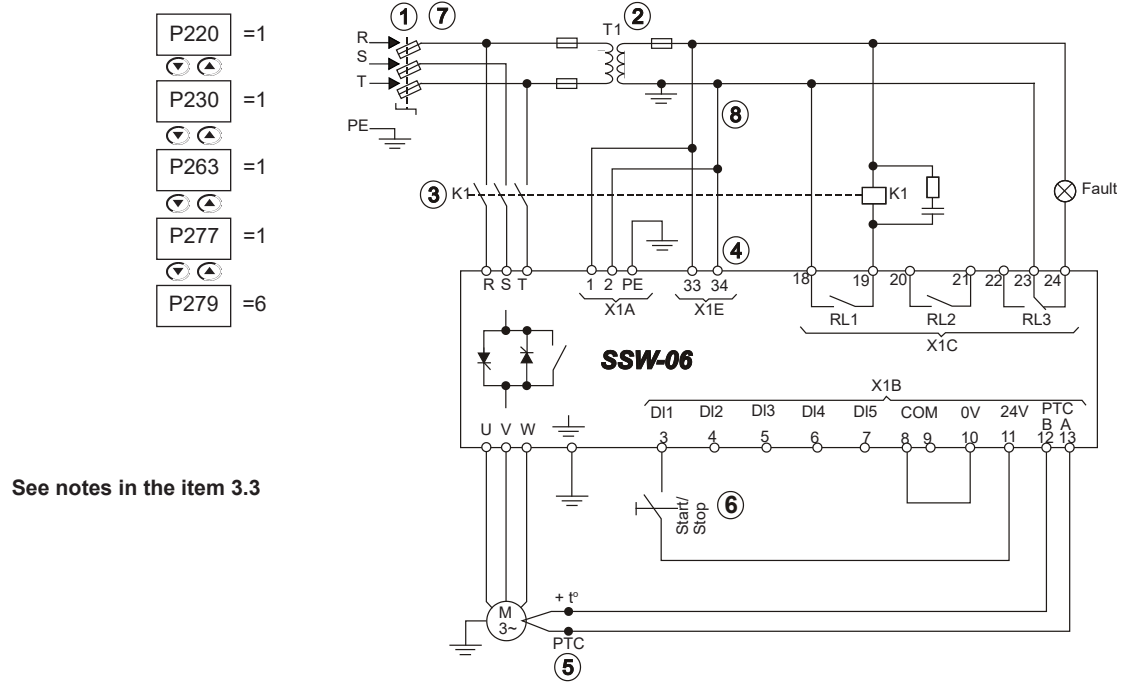 P220 =1
P230 =1
P263 =1
P277 =1
P279 =6
See notes in the item 3.3
1 7 2
T1
R
S
T
PE
8
3 K1 K1 Fault
4
R S T 1 2 PE 33 34 18 19 20 21 22 23 24
X1A X1E RL1 RL2 RL3
X1C
SSW-06
X1B
DI1 DI2 DI3 DI4 DI5 COM 0V 24V PTC
B A
U V W 3 4 5 6 7 8 9 10 11 12 13
Start/
Stop
6
+ tº
M
3~
PTC
5